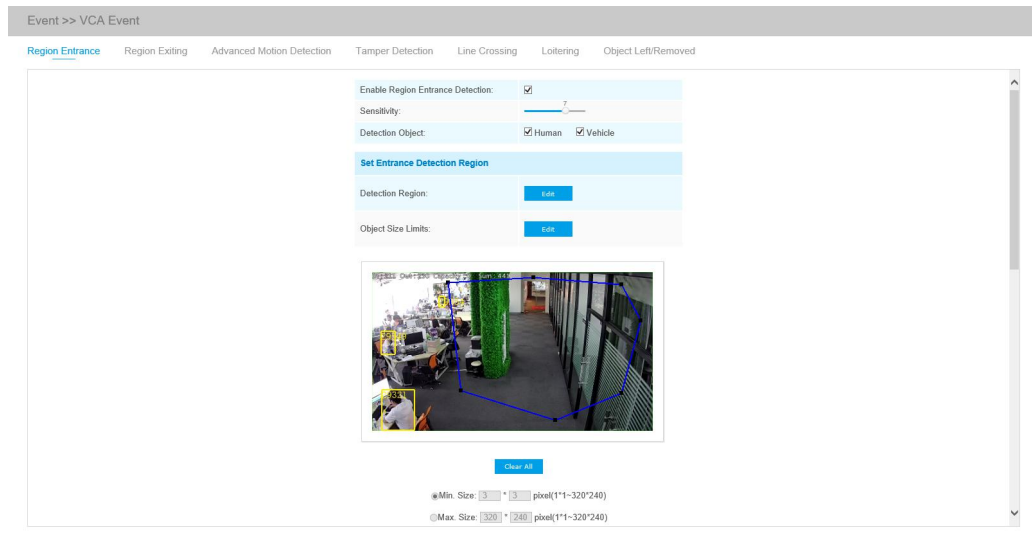 Event >> VCA Event
Region Entrance Region Exiting Advanced Motion Detection Tamper Detection Line Crossing Loitering Object Left/Removed
Enable Region Entrance Detection:
Sensitivity: 7
Detection Object: Human Vehicle
Set Entrance Detection Region
Detection Region: Edit
Object Size Limits: Edit
Sum:441
Clear All
Min. Size: 3 * 3 pixel(1*1~320*240)
Max. Size: 320 * 240 pixel(1*1~320*240)